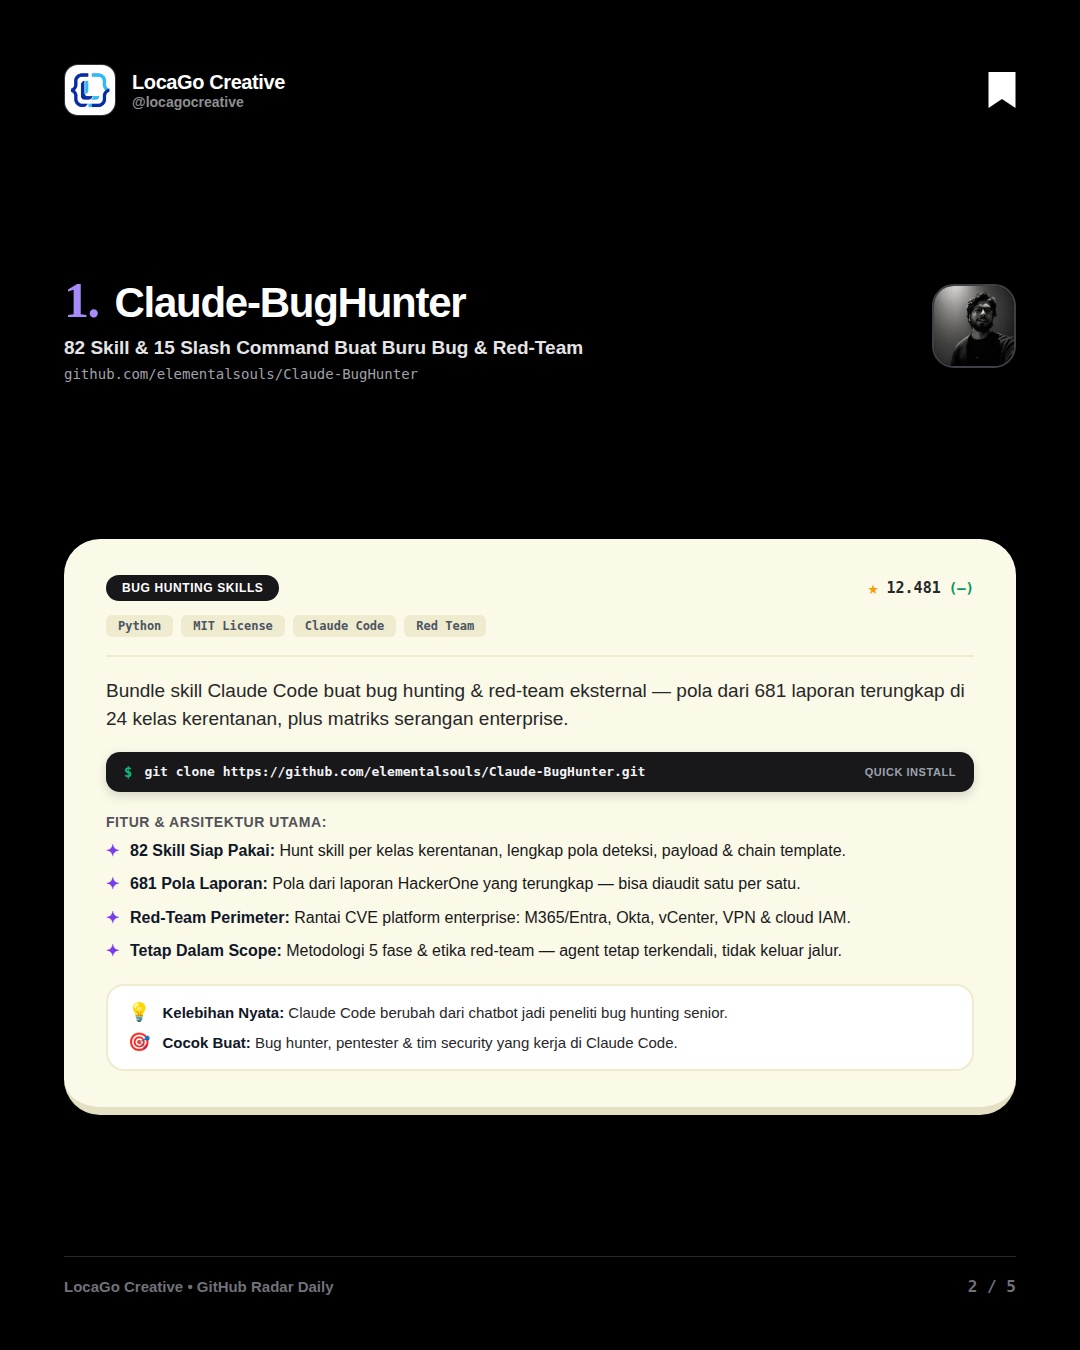 LocaGo Creative
@locagocreative
1. Claude-BugHunter
82 Skill & 15 Slash Command Buat Buru Bug & Red-Team
github.com/elementalsouls/Claude-BugHunter
BUG HUNTING SKILLS
★ 12.481 (—)
Python MIT License Claude Code Red Team
Bundle skill Claude Code buat bug hunting & red-team eksternal — pola dari 681 laporan terungkap di
24 kelas kerentanan, plus matriks serangan enterprise.
$ git clone https://github.com/elementalsouls/Claude-BugHunter.git QUICK INSTALL
FITUR & ARSITEKTUR UTAMA:
✦ 82 Skill Siap Pakai: Hunt skill per kelas kerentanan, lengkap pola deteksi, payload & chain template.
✦ 681 Pola Laporan: Pola dari laporan HackerOne yang terungkap — bisa diaudit satu per satu.
✦ Red-Team Perimeter: Rantai CVE platform enterprise: M365/Entra, Okta, vCenter, VPN & cloud IAM.
✦ Tetap Dalam Scope: Metodologi 5 fase & etika red-team — agent tetap terkendali, tidak keluar jalur.
💡 Kelebihan Nyata: Claude Code berubah dari chatbot jadi peneliti bug hunting senior.
🎯 Cocok Buat: Bug hunter, pentester & tim security yang kerja di Claude Code.
LocaGo Creative • GitHub Radar Daily
2 / 5